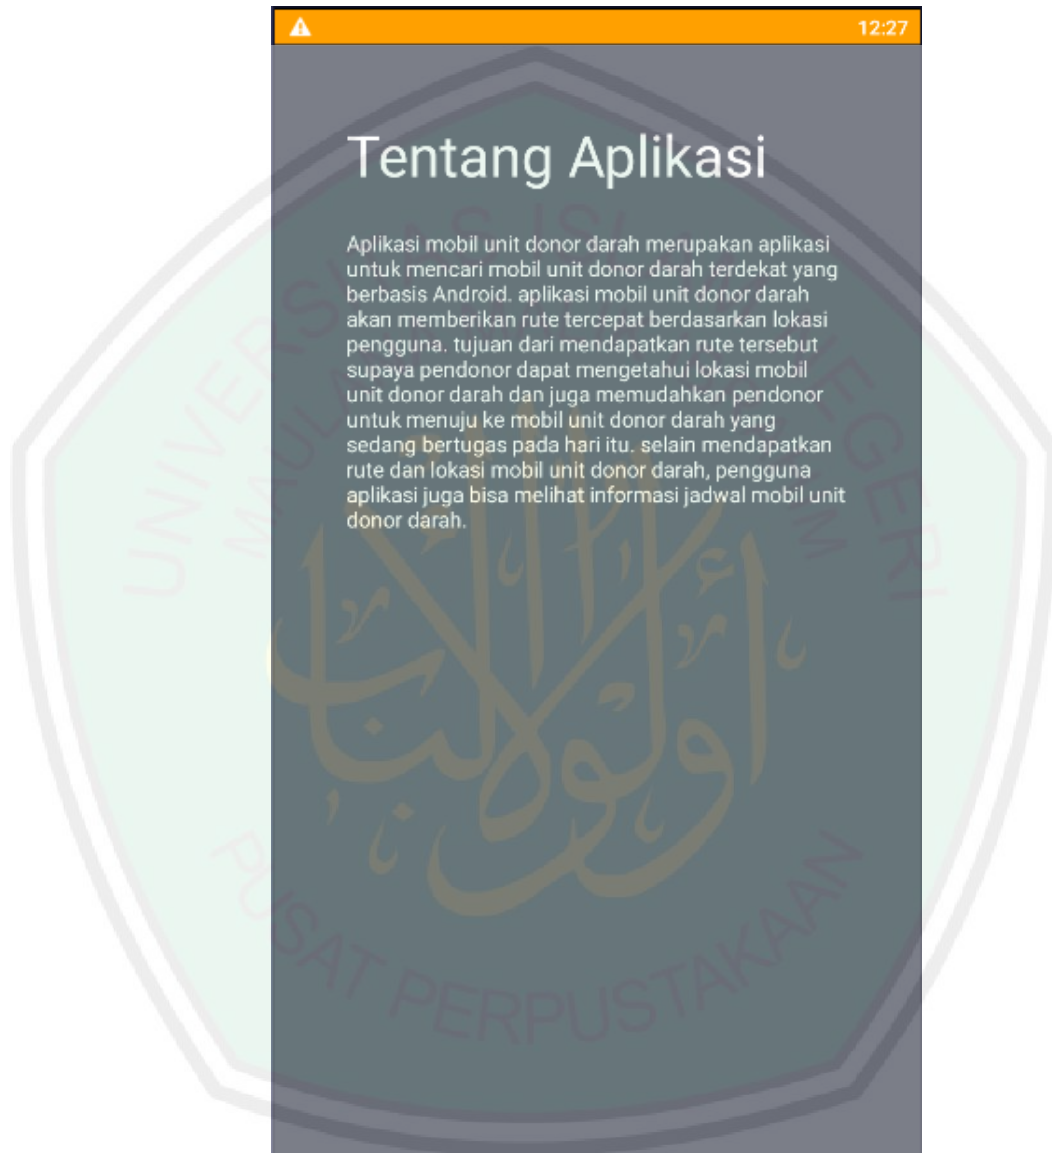 12:27
Tentang Aplikasi
Aplikasi mobil unit donor darah merupakan aplikasi
untuk mencari mobil unit donor darah terdekat yang
berbasis Android. aplikasi mobil unit donor darah
akan memberikan rute tercepat berdasarkan lokasi
pengguna. tujuan dari mendapatkan rute tersebut
supaya pendonor dapat mengetahui lokasi mobil
unit donor darah dan juga memudahkan pendonor
untuk menuju ke mobil unit donor darah yang
sedang bertugas pada hari itu. selain mendapatkan
rute dan lokasi mobil unit donor darah, pengguna
aplikasi juga bisa melihat informasi jadwal mobil unit
donor darah.
PUSAT PERPUSTAKAAN